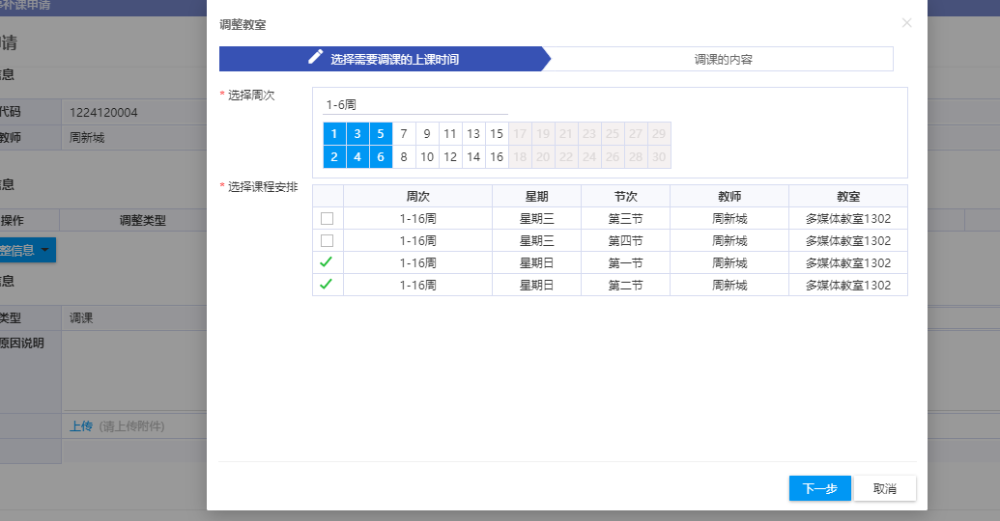 补课申请
申请
信息
代码 1224120004
教师 周新城
信息
操作 调整类型
整信息
信息
类型 调课
原因说明
上传 (请上传附件)
调整教室
选择需要调课的上课时间 调课的内容
* 选择周次
1-6周
1 3 5 7 9 11 13 15 17 19 21 23 25 27 29
2 4 6 8 10 12 14 16 18 20 22 24 26 28 30
* 选择课程安排
周次 星期 节次 教师 教室
1-16周 星期三 第三节 周新城 多媒体教室1302
1-16周 星期三 第四节 周新城 多媒体教室1302
1-16周 星期日 第一节 周新城 多媒体教室1302
1-16周 星期日 第二节 周新城 多媒体教室1302
下一步 取消